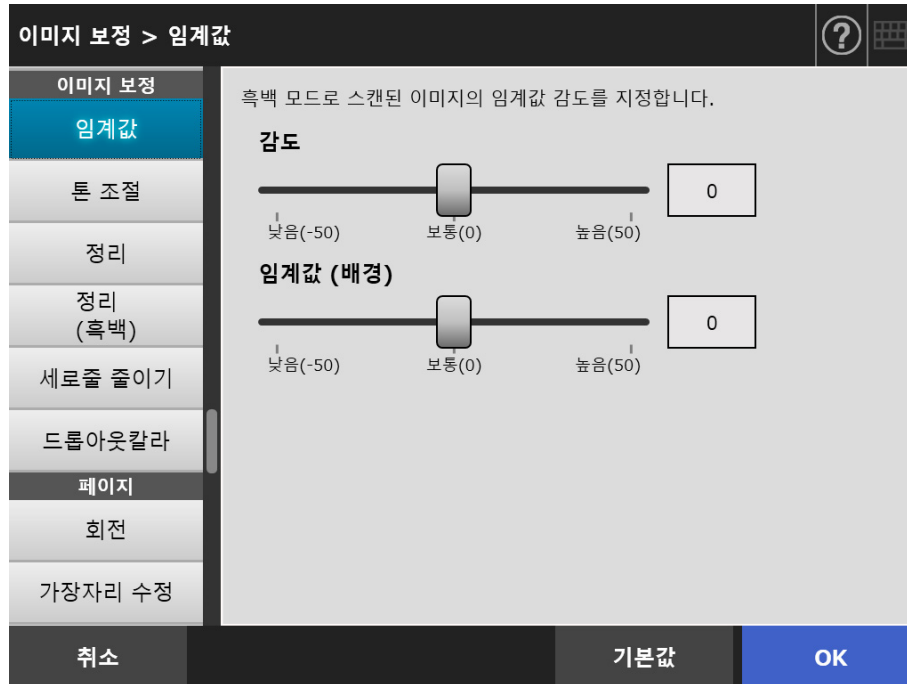 이미지 보정 > 임계값
?
이미지 보정
임계값
톤 조절
정리
정리
(흑백)
세로줄 줄이기
드롭아웃칼라
페이지
회전
가장자리 수정
흑백 모드로 스캔된 이미지의 임계값 감도를 지정합니다.
감도
0
낮음(-50) 보통(0) 높음(50)
임계값 (배경)
0
낮음(-50) 보통(0) 높음(50)
취소 기본값 OK